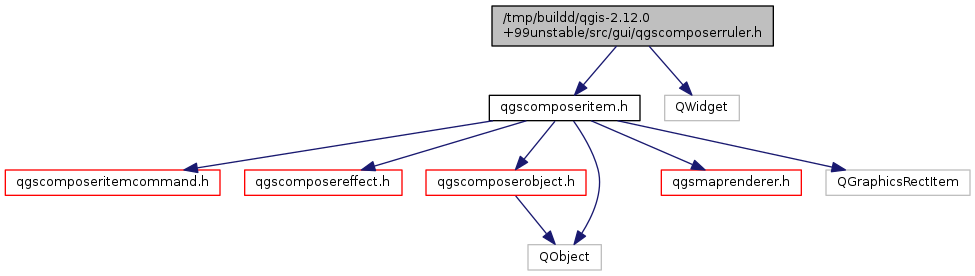 /tmp/buildd/qgis-2.12.0
+99unstable/src/gui/qgscomposerruler.h
qgscomposeritem.h
QWidget
qgscomposeritemcommand.h
qgscomposereffect.h
qgscomposerobject.h
qgsmaprenderer.h
QGraphicsRectItem
QObject